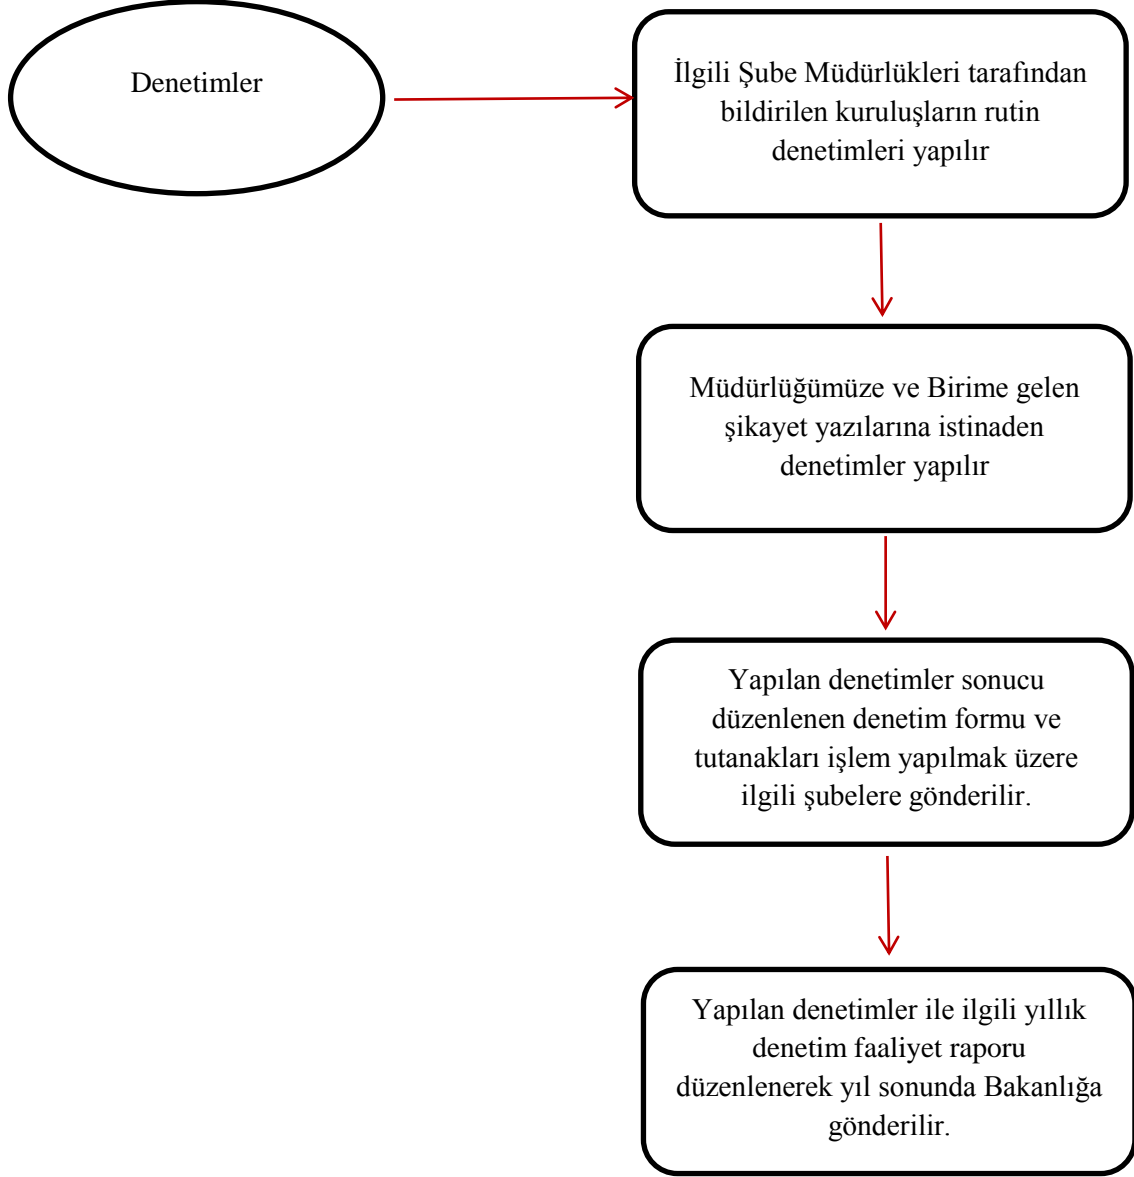 Denetimler
İlgili Şube Müdürlükleri tarafından
bildirilen kuruluşların rutin
denetimleri yapılır
Müdürlüğümüze ve Birime gelen
şikayet yazılarına istinaden
denetimler yapılır
Yapılan denetimler sonucu
düzenlenen denetim formu ve
tutanakları işlem yapılmak üzere
ilgili şubelere gönderilir.
Yapılan denetimler ile ilgili yıllık
denetim faaliyet raporu
düzenlenerek yıl sonunda Bakanlığa
gönderilir.